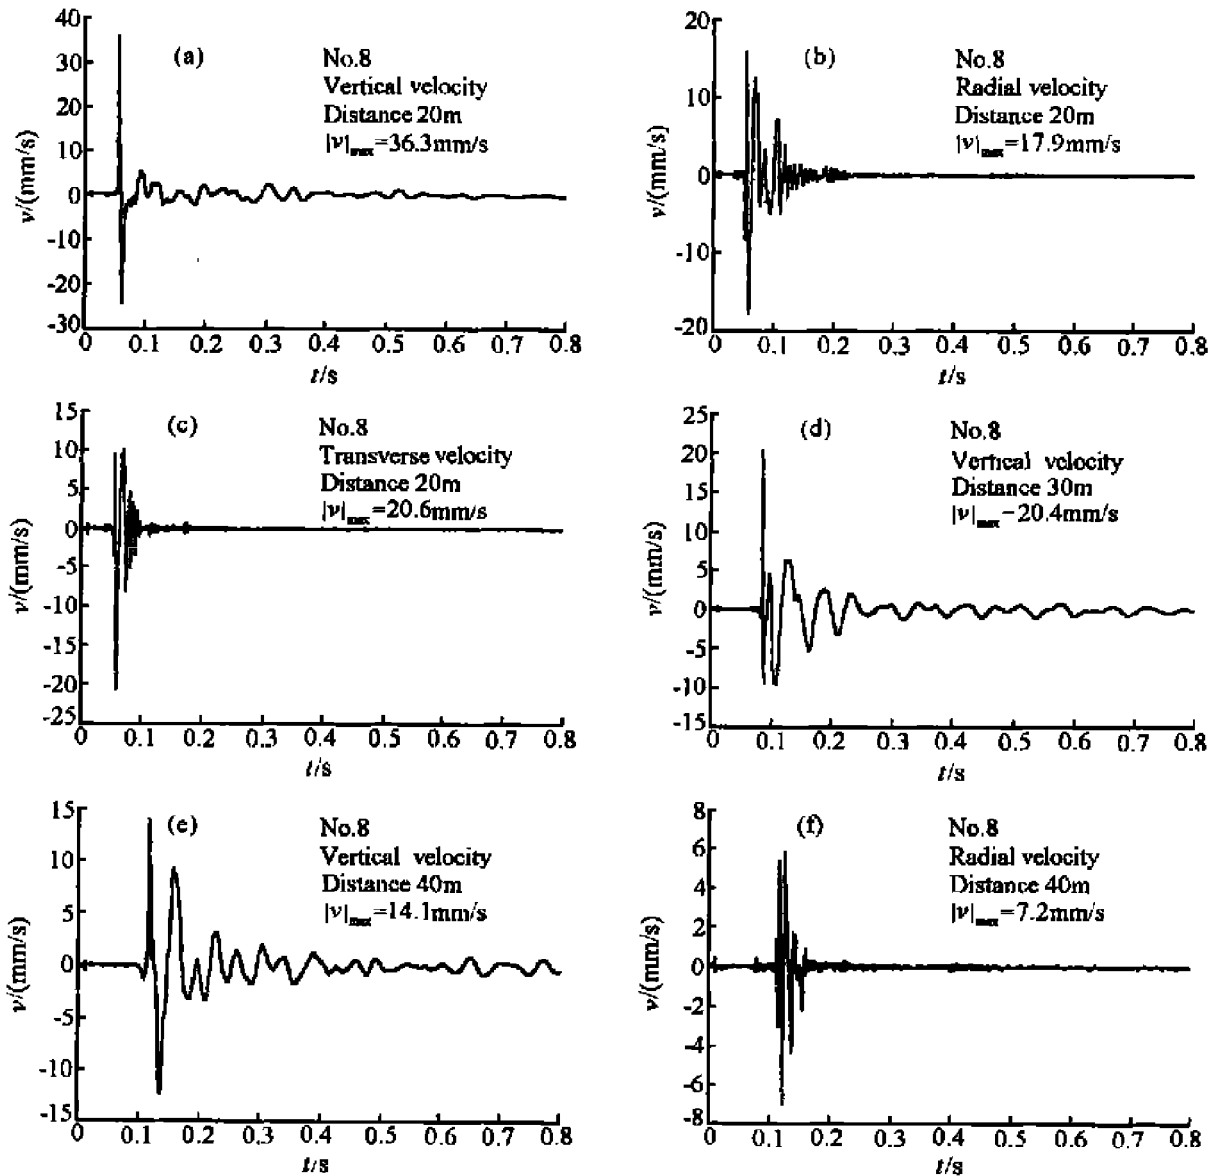 40
30
20
10
0
-10
-20
-30
v/(mm/s)
(a)
No.8
Vertical velocity
Distance 20m
|v|max=36.3mm/s
0 0.1 0.2 0.3 0.4 0.5 0.6 0.7 0.8
t/s
20
10
0
-10
-20
v/(mm/s)
(b)
No.8
Radial velocity
Distance 20m
|v|max=17.9mm/s
0 0.1 0.2 0.3 0.4 0.5 0.6 0.7 0.8
t/s
15
10
5
0
-5
-10
-15
-20
-25
v/(mm/s)
(c)
No.8
Transverse velocity
Distance 20m
|v|max=20.6mm/s
0 0.1 0.2 0.3 0.4 0.5 0.6 0.7 0.8
t/s
25
20
15
10
5
0
-5
-10
-15
v/(mm/s)
(d)
No.8
Vertical velocity
Distance 30m
|v|max-20.4mm/s
0 0.1 0.2 0.3 0.4 0.5 0.6 0.7 0.8
t/s
15
10
5
0
-5
-10
-15
v/(mm/s)
(e)
No.8
Vertical velocity
Distance 40m
|v|max=14.1mm/s
0 0.1 0.2 0.3 0.4 0.5 0.6 0.7 0.8
t/s
8
6
4
2
0
-2
-4
-6
-8
v/(mm/s)
(f)
No.8
Radial velocity
Distance 40m
|v|max=7.2mm/s
0 0.1 0.2 0.3 0.4 0.5 0.6 0.7 0.8
t/s